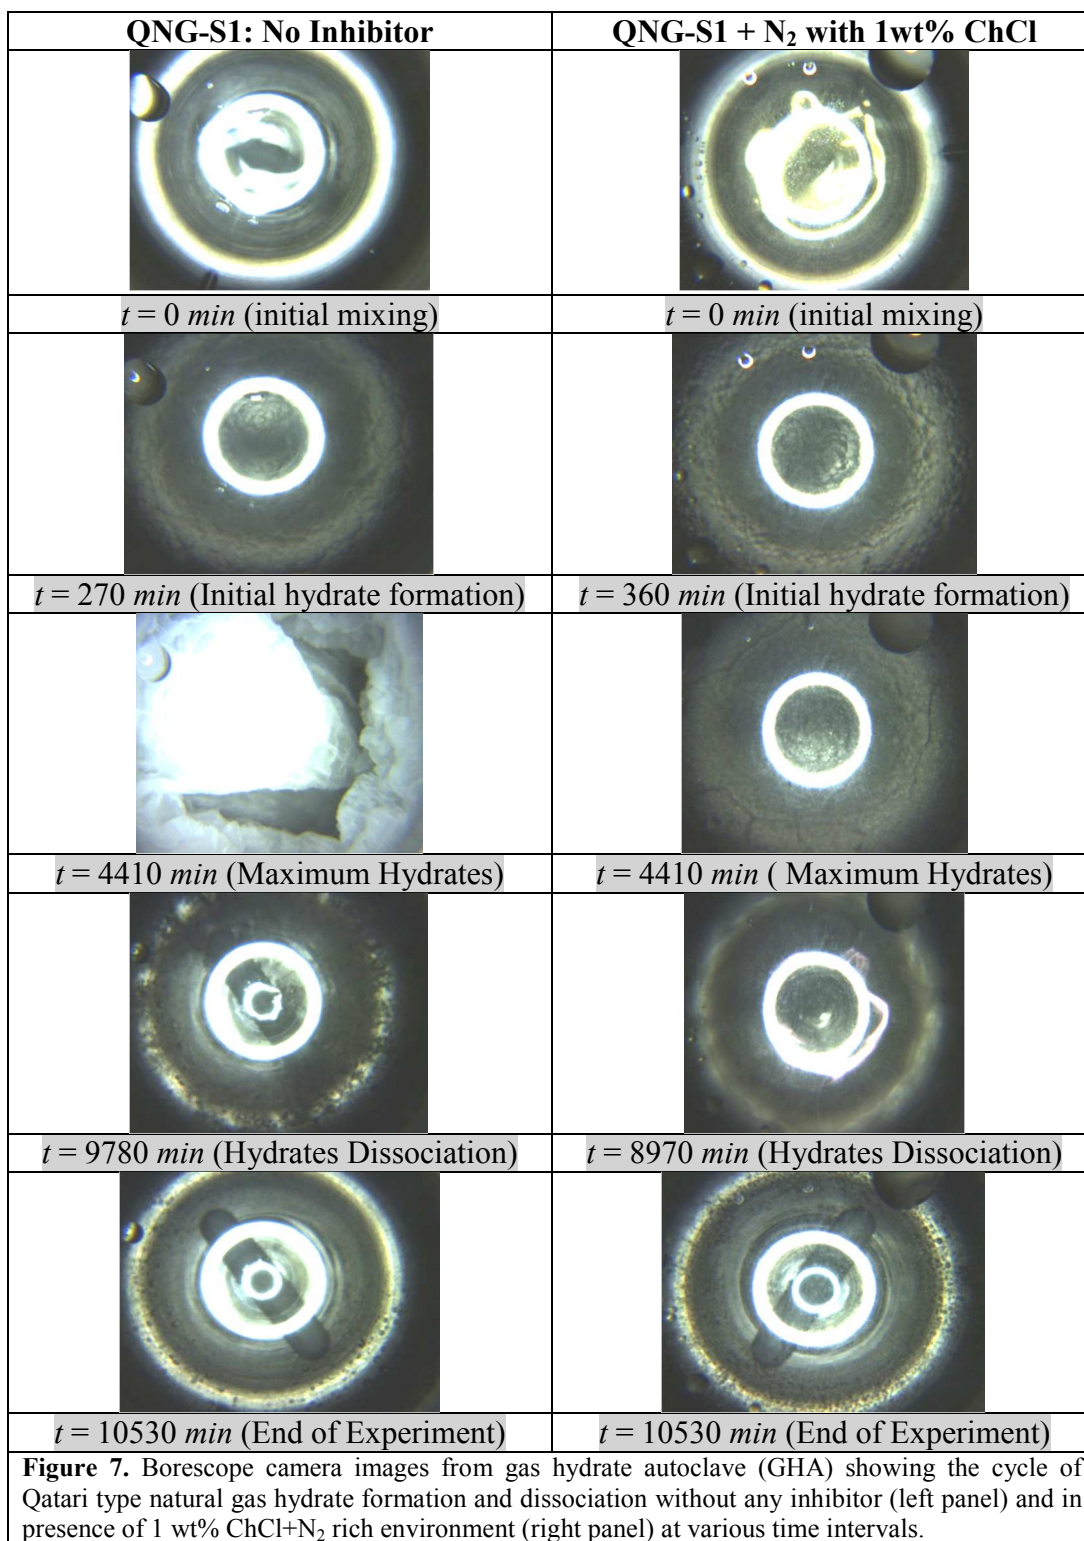 QNG-S1: No Inhibitor
QNG-S1 + N₂ with 1wt% ChCl
t = 0 min (initial mixing)
t = 0 min (initial mixing)
t = 270 min (Initial hydrate formation)
t = 360 min (Initial hydrate formation)
t = 4410 min (Maximum Hydrates)
t = 4410 min ( Maximum Hydrates)
t = 9780 min (Hydrates Dissociation)
t = 8970 min (Hydrates Dissociation)
t = 10530 min (End of Experiment)
t = 10530 min (End of Experiment)
Figure 7. Borescope camera images from gas hydrate autoclave (GHA) showing the cycle of
Qatari type natural gas hydrate formation and dissociation without any inhibitor (left panel) and in
presence of 1 wt% ChCl+N₂ rich environment (right panel) at various time intervals.